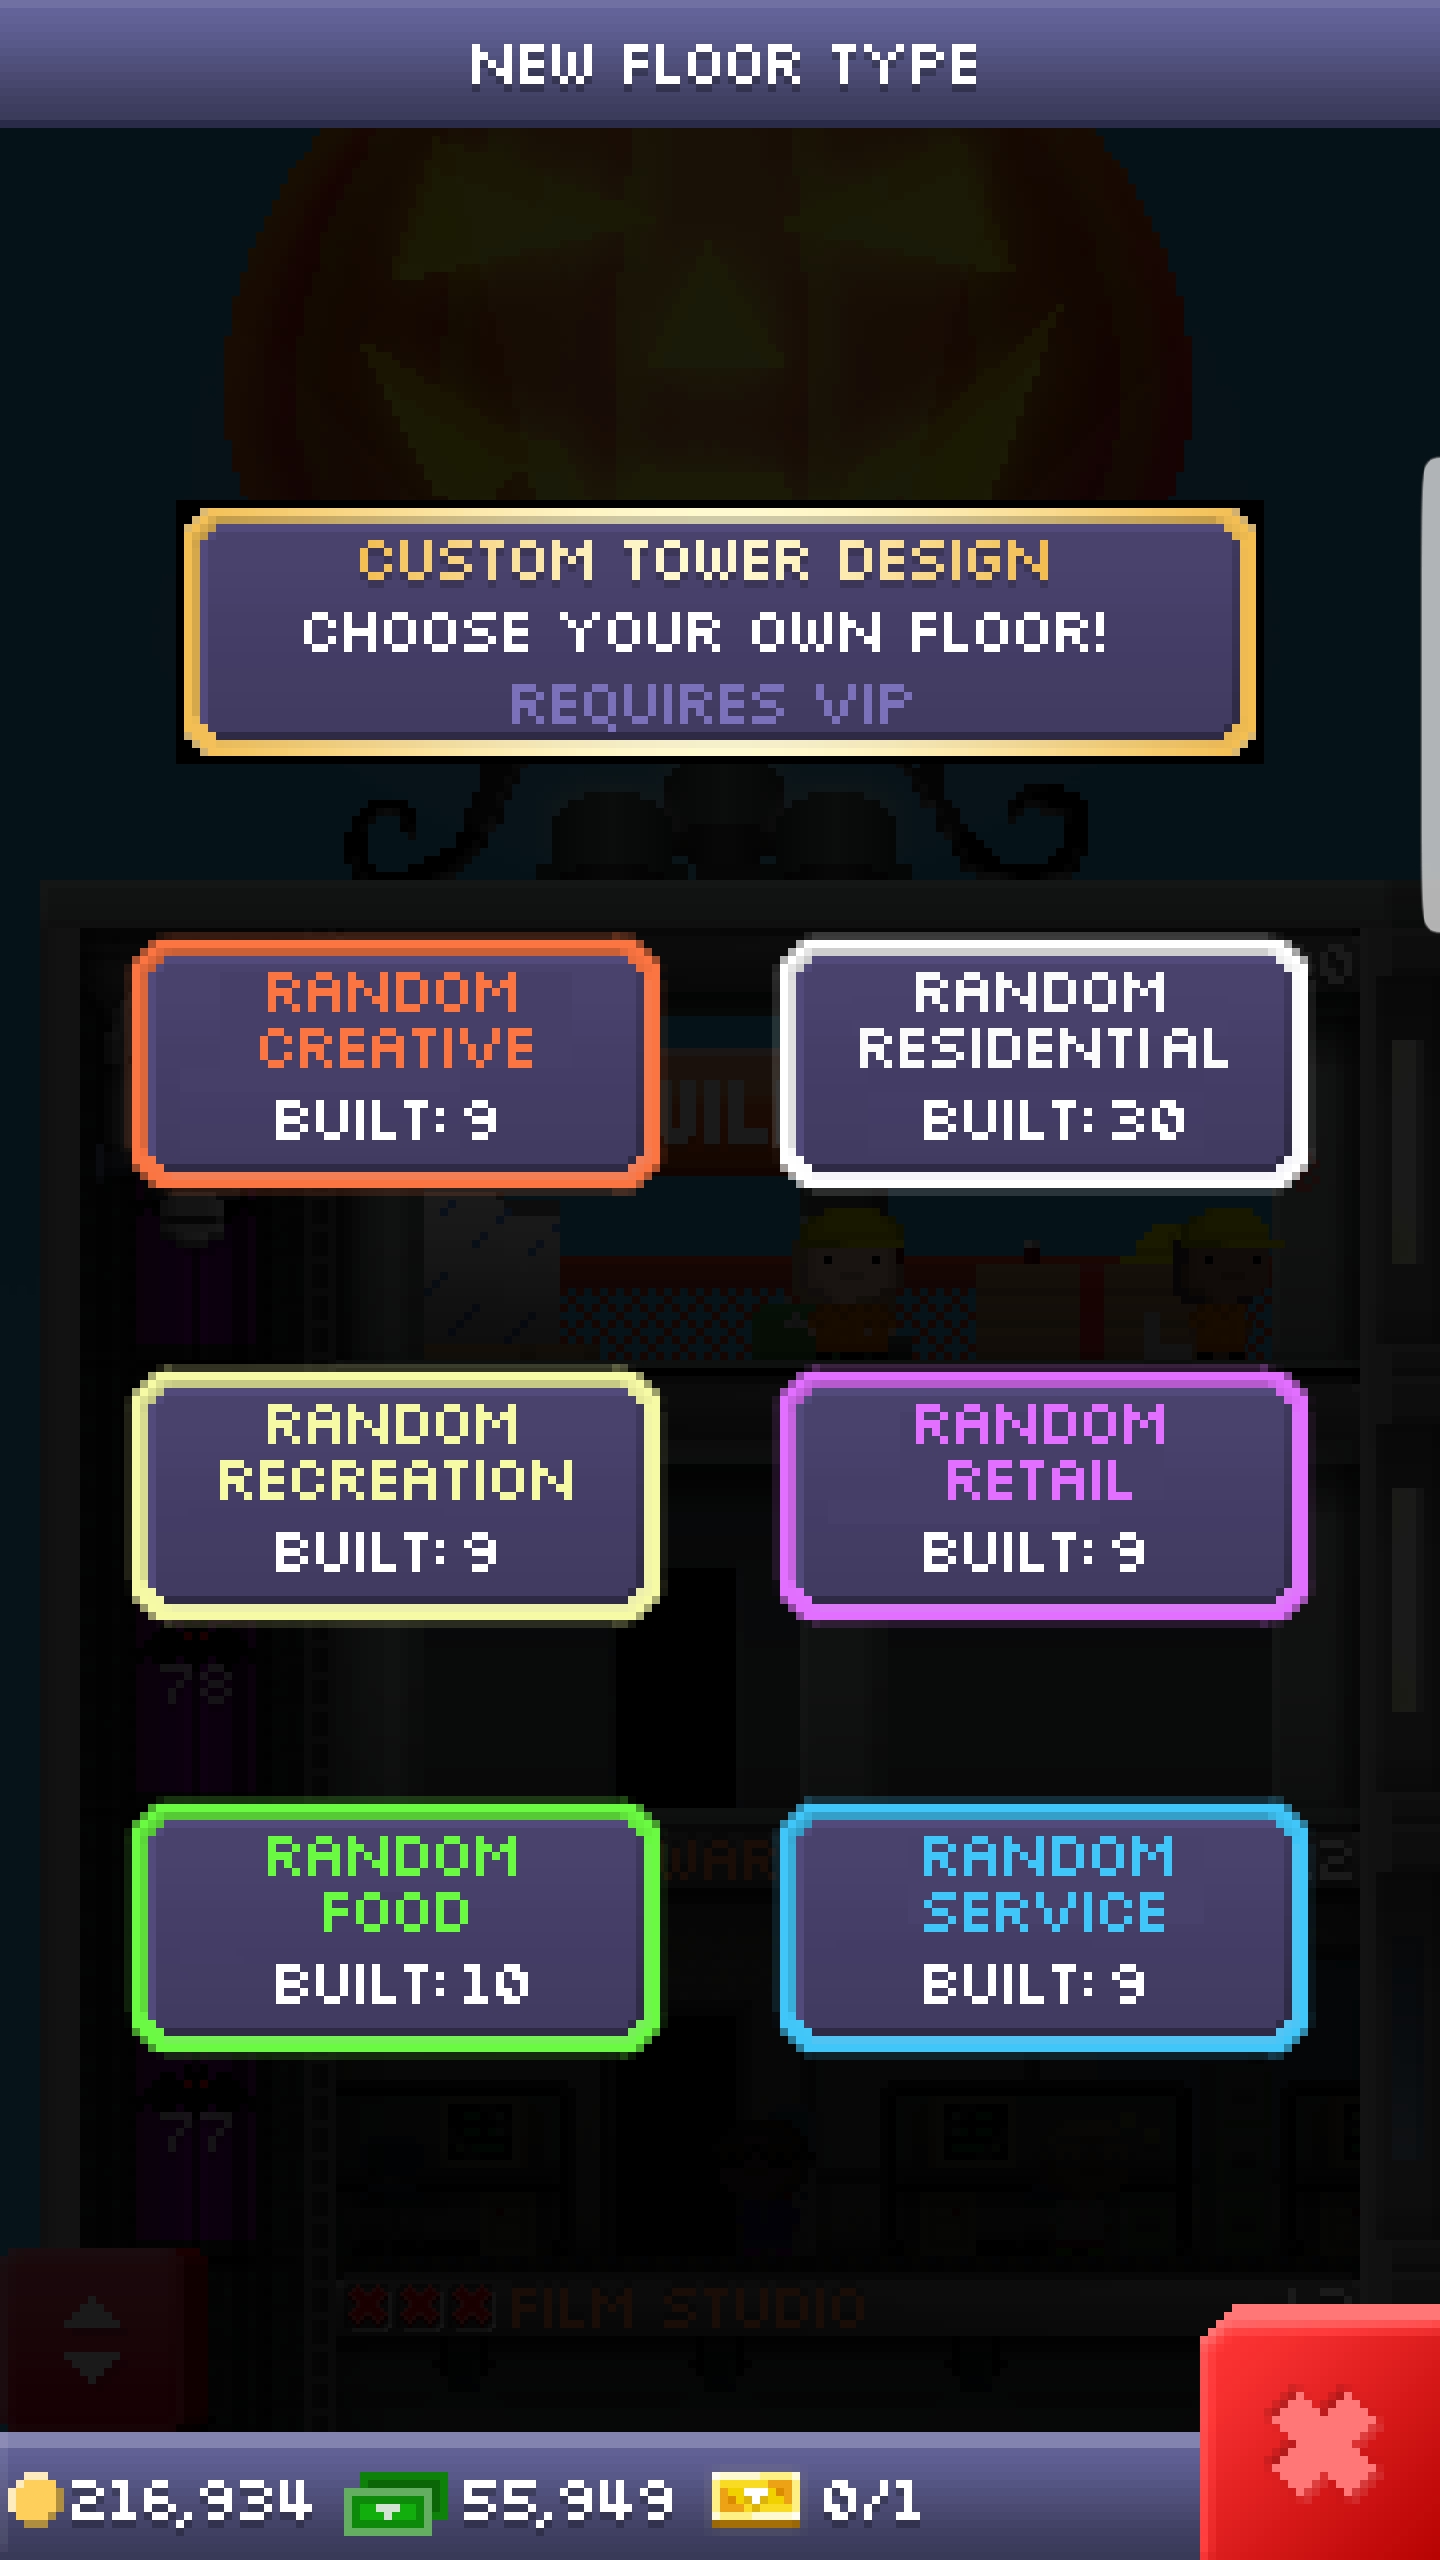 NEW FLOOR TYPE
CUSTOM TOWER DESIGN
CHOOSE YOUR OWN FLOOR!
REQUIRES VIP
RANDOM
CREATIVE
BUILT: 9
RANDOM
RESIDENTIAL
BUILT: 30
RANDOM
RECREATION
BUILT: 9
RANDOM
RETAIL
BUILT: 9
78
RANDOM
FOOD
BUILT: 10
RANDOM
SERVICE
BUILT: 9
77
FILM STUDIO
216,934 55,949 0/1